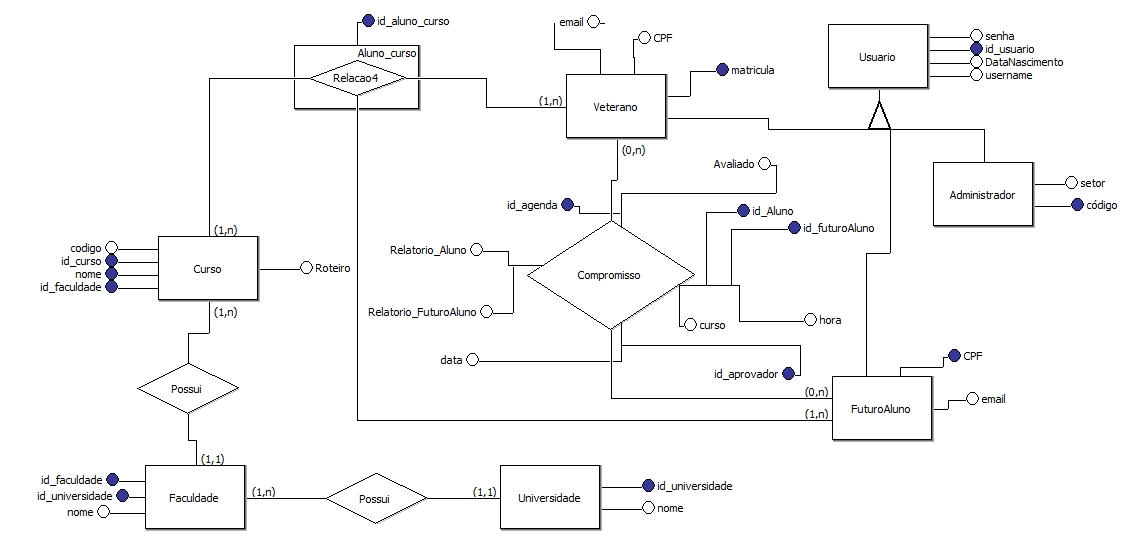 id_aluno_curso
Aluno_curso
Relacao4
email
CPF
matricula
(1,n)
Veterano
(0,n)
Usuario
senha
id_usuario
DataNascimento
username
Administrador
setor
código
Avaliado
id_agenda
id_Aluno
id_futuroAluno
Relatorio_Aluno
Compromisso
Relatorio_FuturoAluno
curso
hora
data
id_aprovador
(1,n)
codigo
id_curso
nome
id_faculdade
Curso
Roteiro
(1,n)
Possui
(1,1)
CPF
(0,n)
email
(1,n)
FuturoAluno
id_faculdade
id_universidade
nome
Faculdade
(1,n)
Possui
(1,1)
Universidade
id_universidade
nome